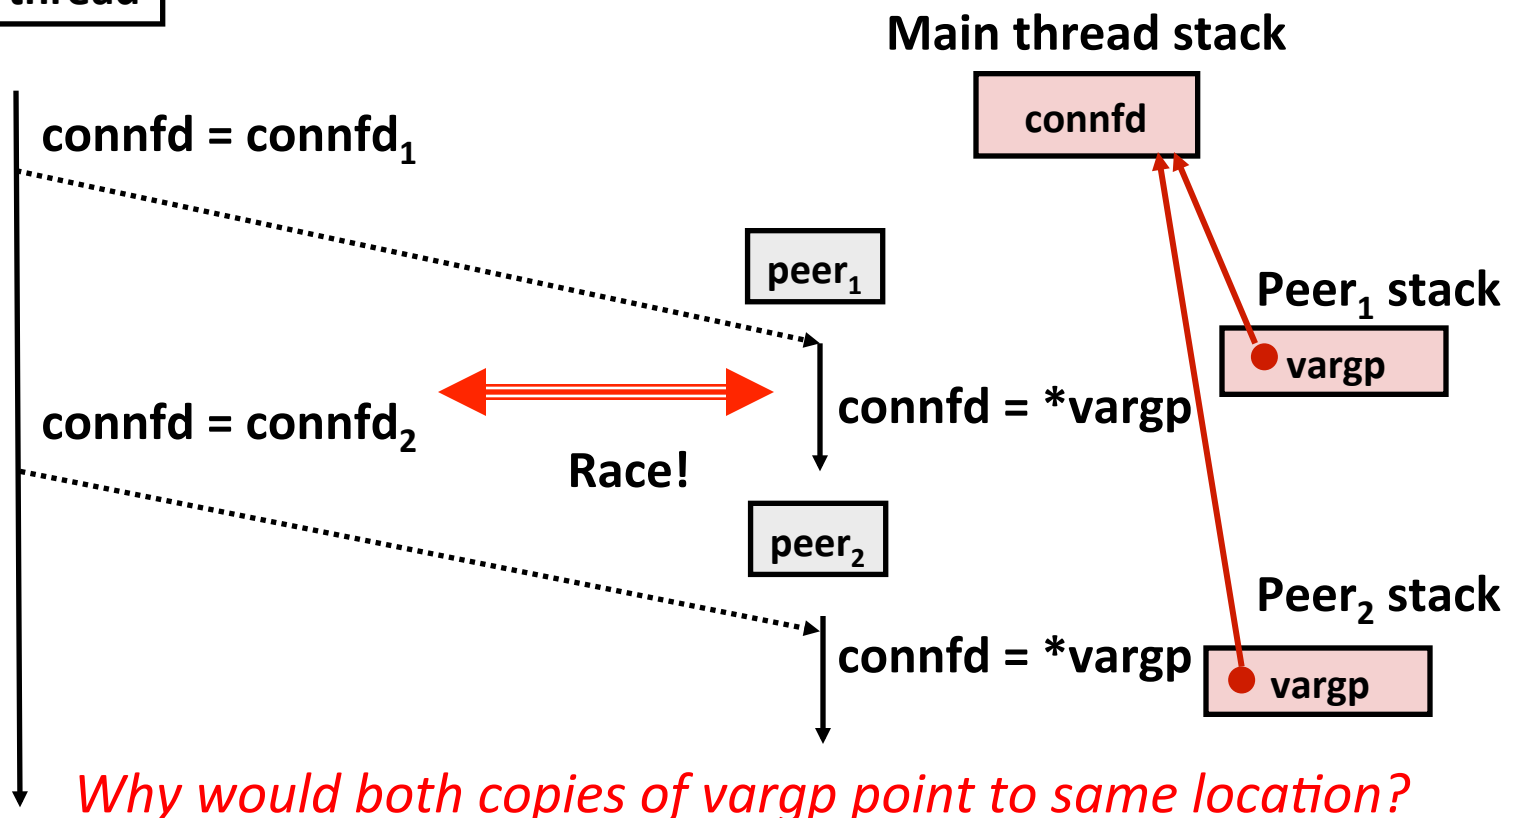 thread
Main thread stack
connfd
connfd = connfd₁
peer₁
Peer₁ stack
vargp
connfd = *vargp
connfd = connfd₂
Race!
peer₂
Peer₂ stack
connfd = *vargp
vargp
Why would both copies of vargp point to same location?